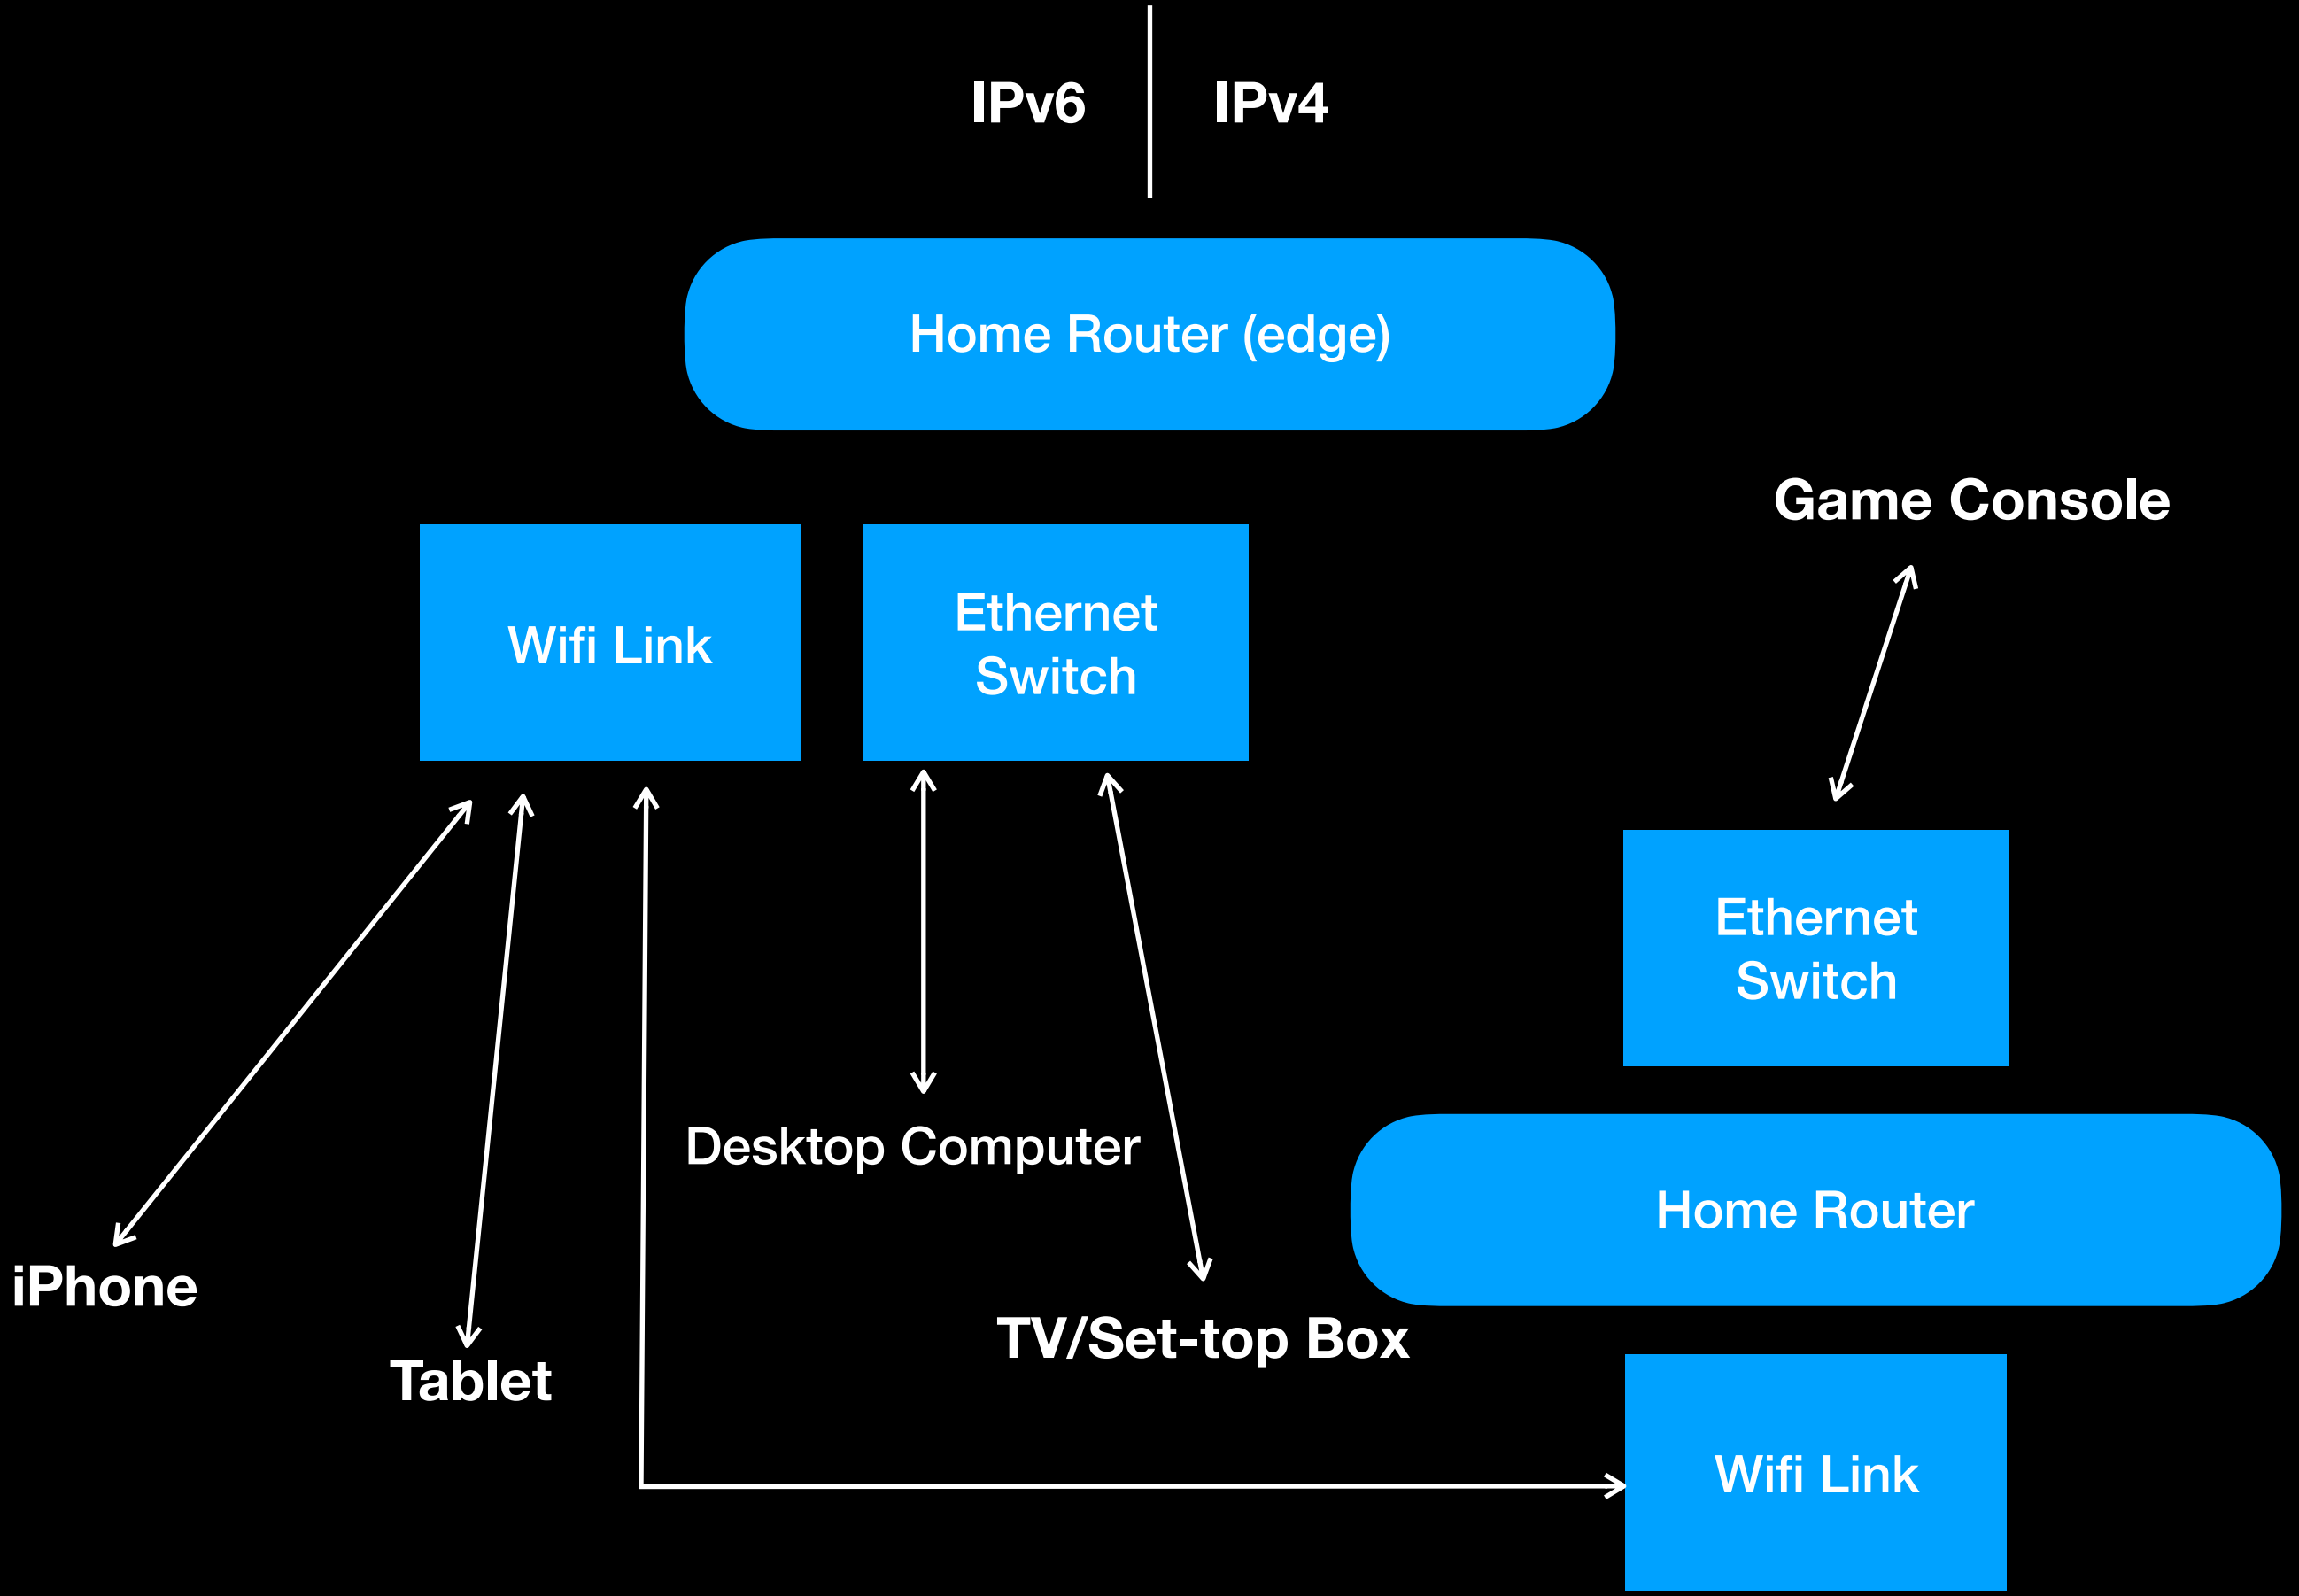 IPv6
IPv4
Home Router (edge)
Game Console
Wifi Link
Ethernet
Switch
Ethernet
Switch
Desktop Computer
Home Router
iPhone
Tablet
TV/Set-top Box
Wifi Link